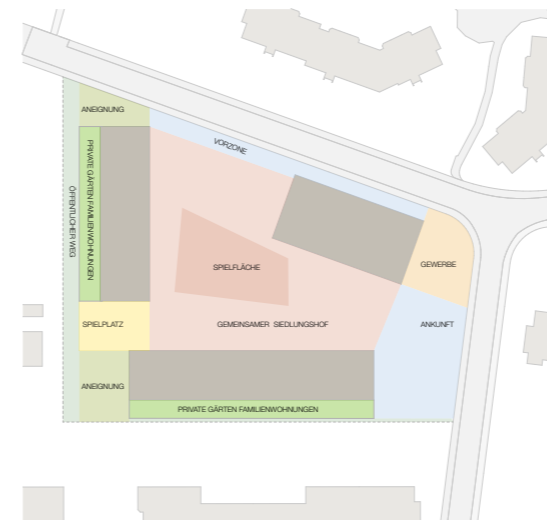 ANEIGNUNG
VORZONE
PRIVATE GÄRTEN FAMILIENWOHNUNGEN
ÖFFENTLICHER WEG
SPIELFLÄCHE
GEWERBE
SPIELPLATZ
GEMEINSAMER SIEDLUNGSHOF
ANKUNFT
ANEIGNUNG
PRIVATE GÄRTEN FAMILIENWOHNUNGEN